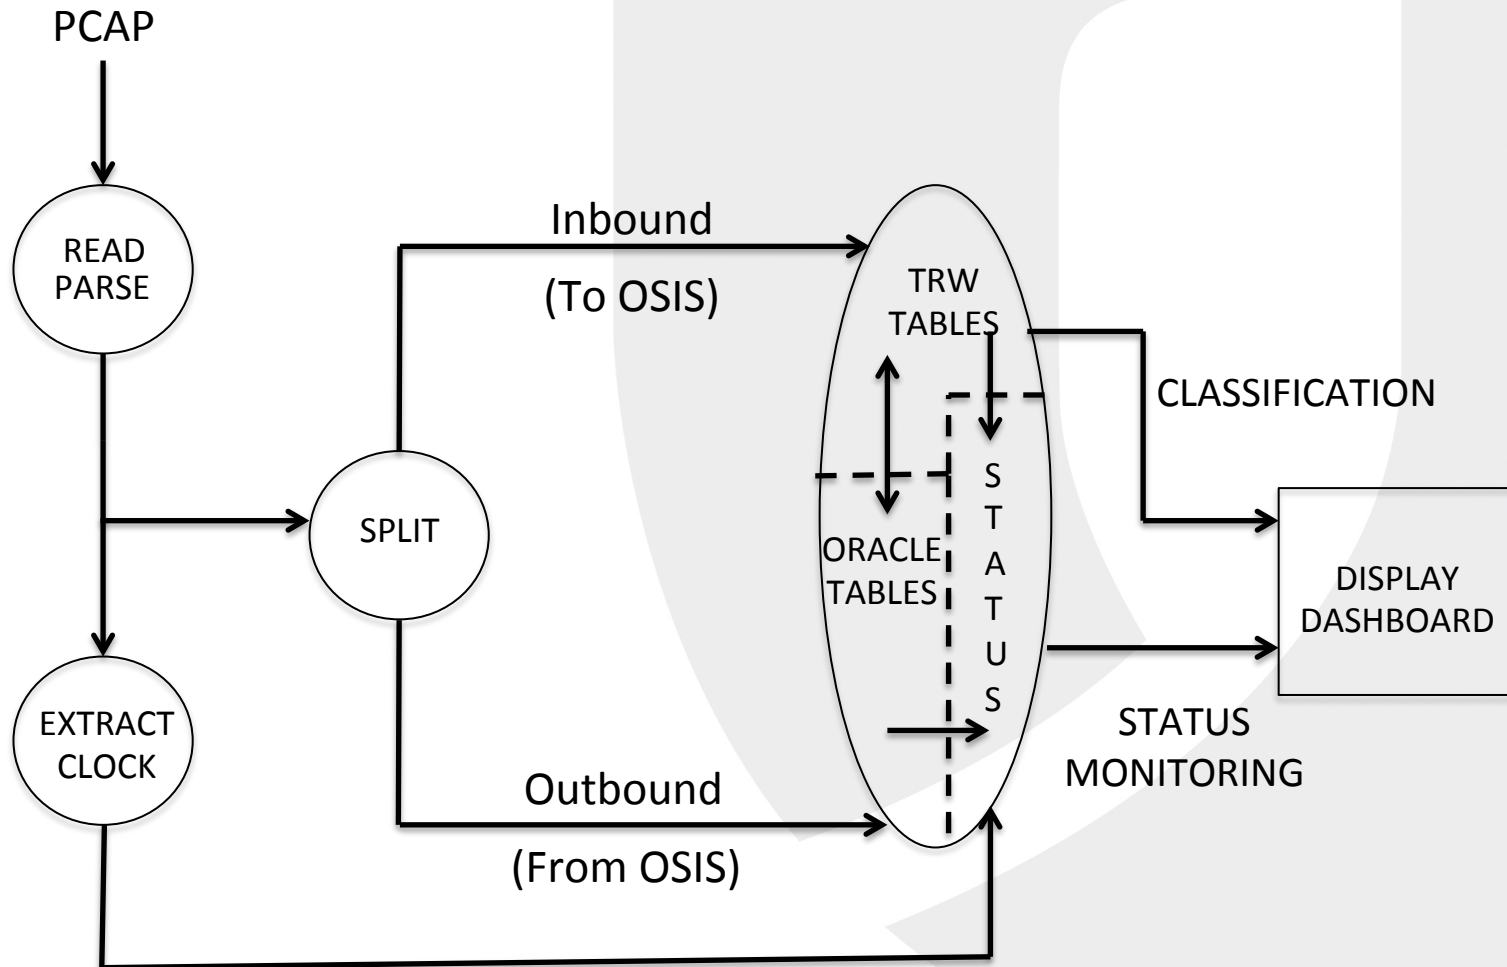 PCAP
READ
PARSE
Inbound
(To OSIS)
TRW
TABLES
CLASSIFICATION
SPLIT
ORACLE
TABLES
S
T
A
T
U
S
DISPLAY
DASHBOARD
EXTRACT
CLOCK
STATUS
MONITORING
Outbound
(From OSIS)